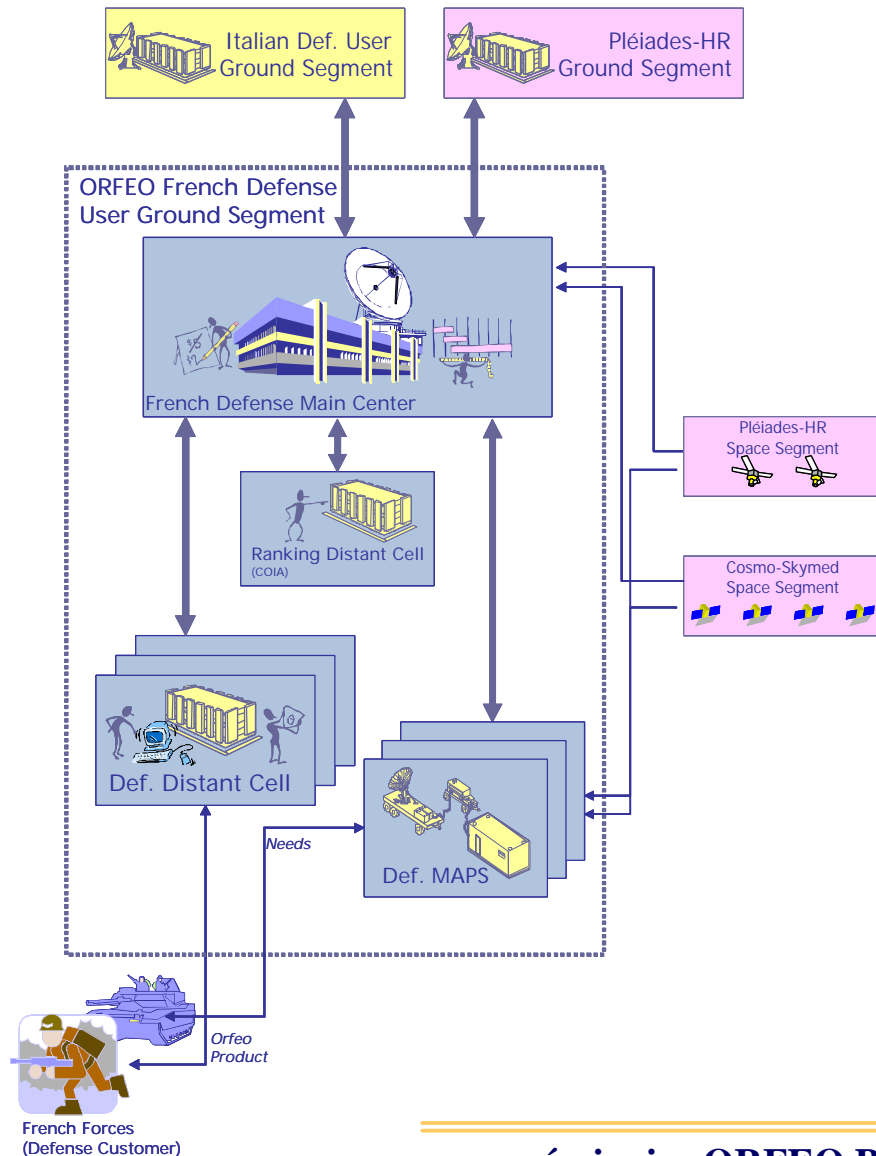 Italian Def. User
Ground Segment
Pléiades-HR
Ground Segment
ORFEO French Defense
User Ground Segment
French Defense Main Center
Pléiades-HR
Space Segment
Ranking Distant Cell
(COIA)
Cosmo-Skymed
Space Segment
Def. Distant Cell
Needs
Def. MAPS
Orfeo
Product
French Forces
(Defense Customer)
ORFEO